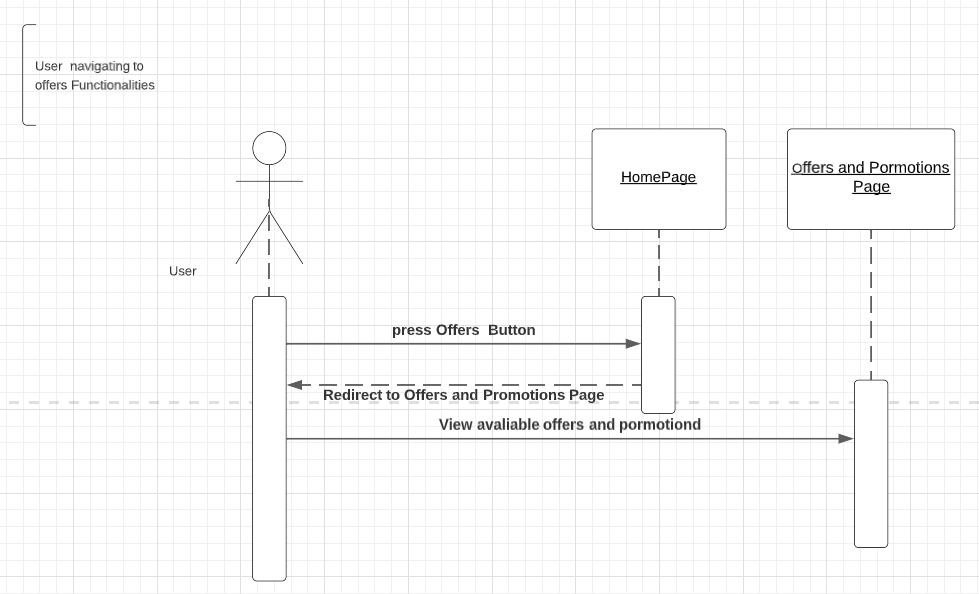 User navigating to
offers Functionalities
HomePage
Offers and Pormotions
Page
User
press Offers Button
Redirect to Offers and Promotions Page
View avaliable offers and pormotiond